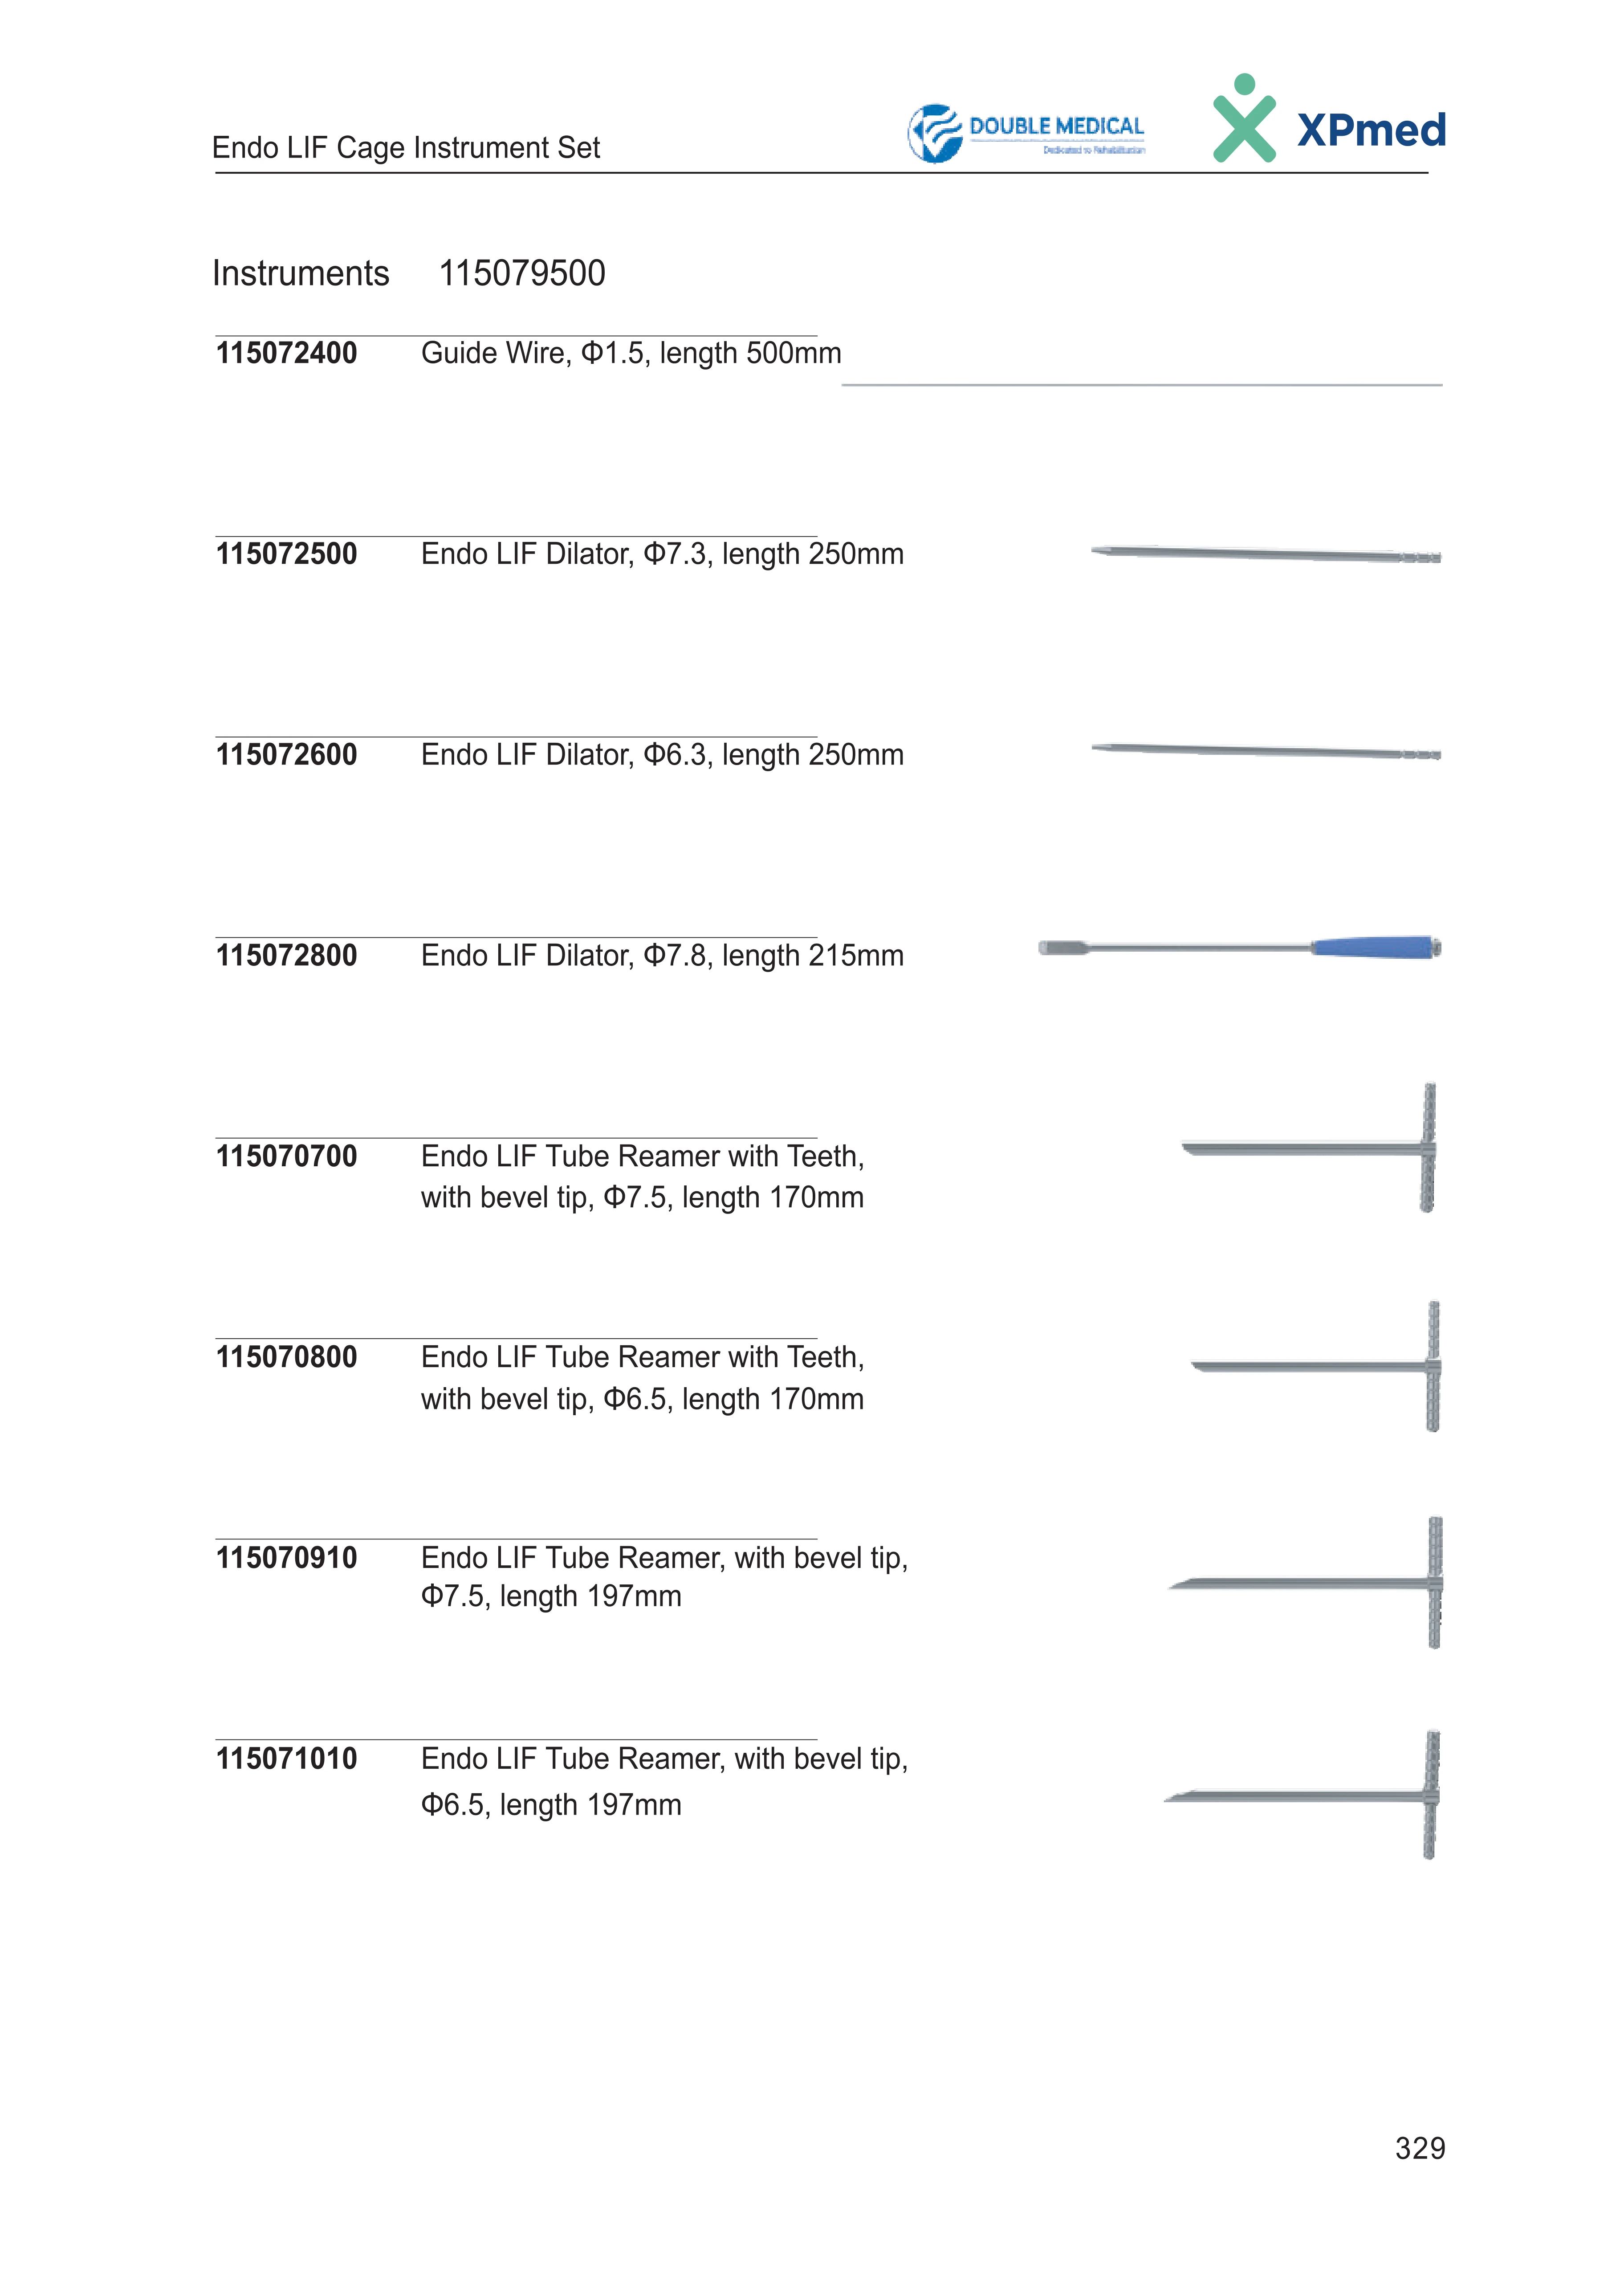 Endo LIF Cage Instrument Set
DOUBLE MEDICAL
Dedicated to Rehabilitation
XPmed
Instruments 115079500
115072400 Guide Wire, Φ1.5, length 500mm
115072500 Endo LIF Dilator, Φ7.3, length 250mm
115072600 Endo LIF Dilator, Φ6.3, length 250mm
115072800 Endo LIF Dilator, Φ7.8, length 215mm
115070700 Endo LIF Tube Reamer with Teeth,
with bevel tip, Φ7.5, length 170mm
115070800 Endo LIF Tube Reamer with Teeth,
with bevel tip, Φ6.5, length 170mm
115070910 Endo LIF Tube Reamer, with bevel tip,
Φ7.5, length 197mm
115071010 Endo LIF Tube Reamer, with bevel tip,
Φ6.5, length 197mm
329